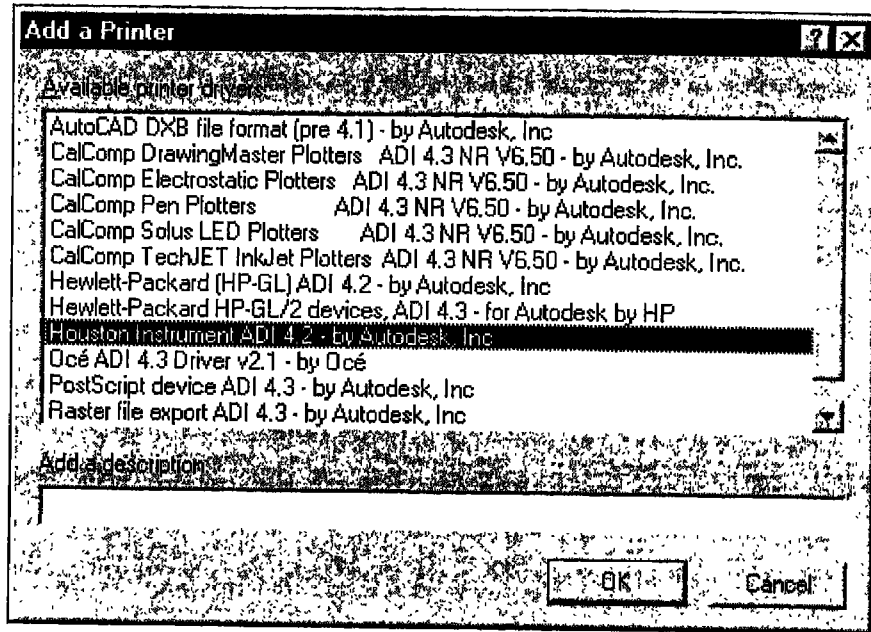 Add a Printer
Available printer drivers:
AutoCAD DXB file format (pre 4.1) - by Autodesk, Inc
CalComp DrawingMaster Plotters ADI 4.3 NR V6.50 - by Autodesk, Inc.
CalComp Electrostatic Plotters ADI 4.3 NR V6.50 - by Autodesk, Inc.
CalComp Pen Plotters ADI 4.3 NR V6.50 - by Autodesk, Inc.
CalComp Solus LED Plotters ADI 4.3 NR V6.50 - by Autodesk, Inc.
CalComp TechJET InkJet Plotters ADI 4.3 NR V6.50 - by Autodesk, Inc.
Hewlett-Packard (HP-GL) ADI 4.2 - by Autodesk, Inc
Hewlett-Packard HP-GL/2 devices, ADI 4.3 - for Autodesk by HP
Houston Instrument ADI 4.2 - by Autodesk, Inc
Océ ADI 4.3 Driver v2.1 - by Océ
PostScript device ADI 4.3 - by Autodesk, Inc
Raster file export ADI 4.3 - by Autodesk, Inc
Add a description:
OK Cancel